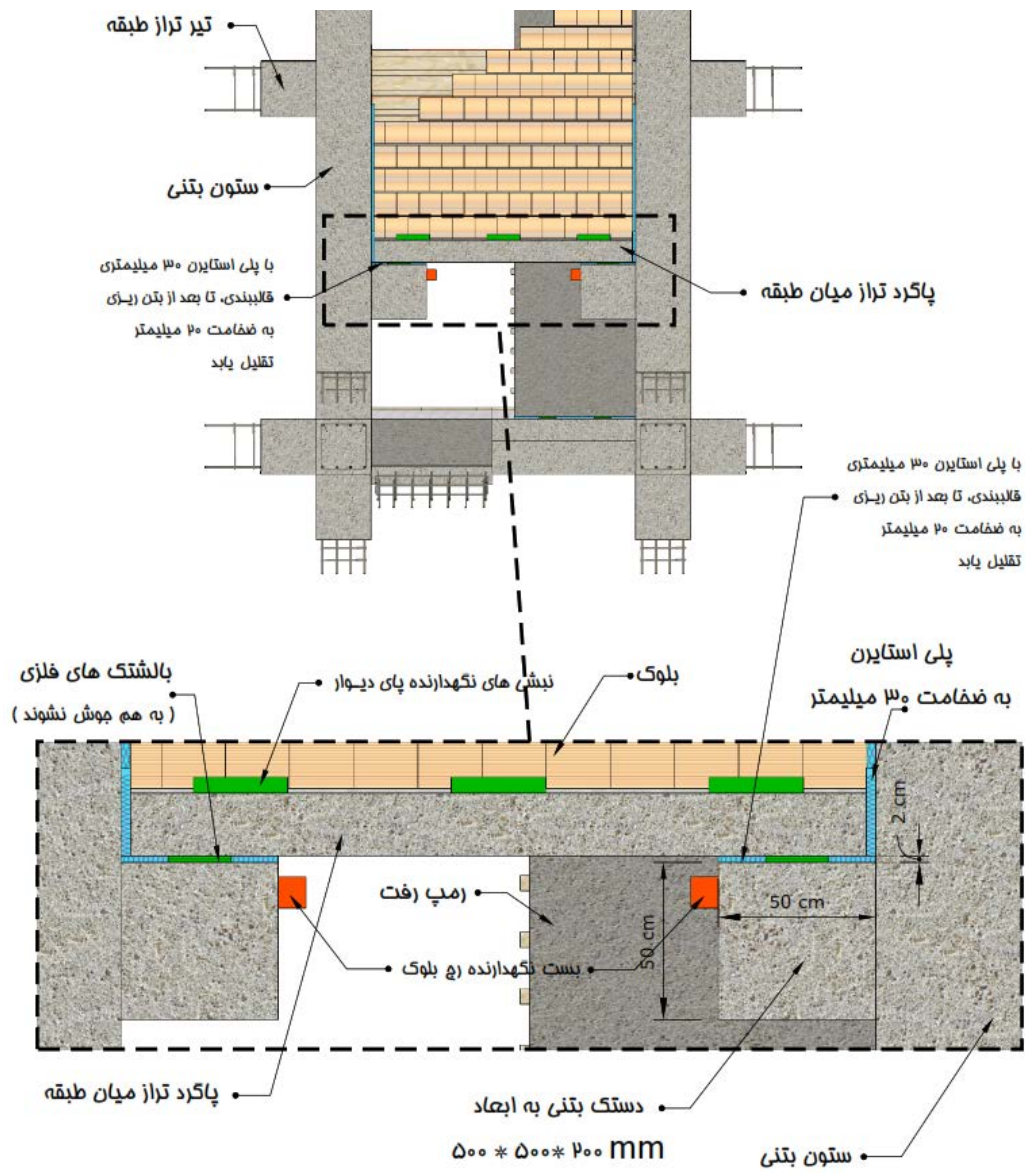 تیر تراز طبقه
ستون بتنی
با پلی استایرن ۳۰ میلیمتری
قالببندی، تا بعد از بتن ریزی
به ضخامت ۲۰ میلیمتر
تقلیل یابد
پاگرد تراز میان طبقه
با پلی استایرن ۳۰ میلیمتری
قالببندی، تا بعد از بتن ریزی
به ضخامت ۲۰ میلیمتر
تقلیل یابد
بالشتک های فلزی
( به هم جوش نشوند )
نبشی های نگهدارنده پای دیوار
بلوک
پلی استایرن
به ضخامت ۳۰ میلیمتر
2 cm
رمپ رفت
50 cm
50 cm
بست نگهدارنده رج بلوک
پاگرد تراز میان طبقه
دستک بتنی به ابعاد
۵۰۰ * ۵۰۰* ۲۰۰ mm
ستون بتنی